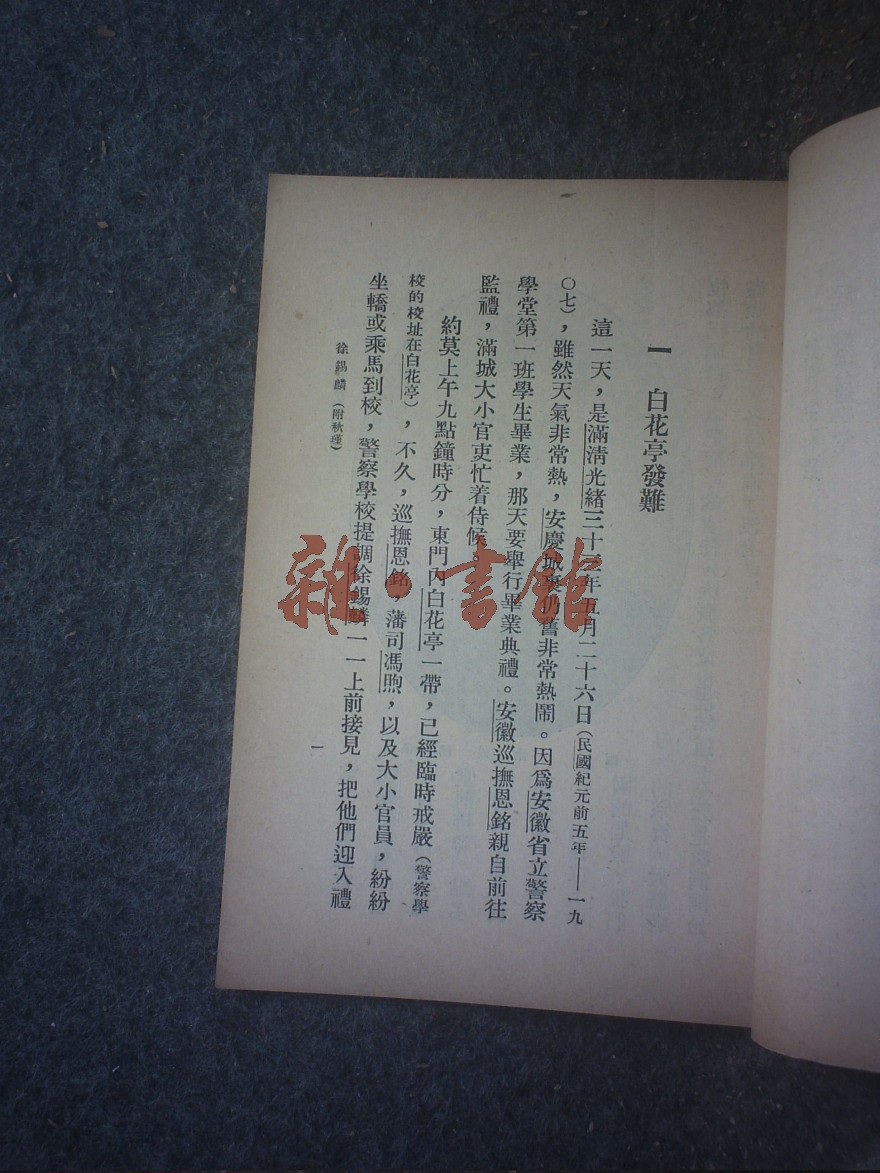 一　白花亭發難
這一天，是滿清光緒三十三年五月二十六日（民國紀元前五年——一九
〇七），雖然天氣非常熱，安慶城裏仍舊非常熱鬧。因爲安徽省立警察
學堂第一班學生畢業，那天要舉行畢業典禮。安徽巡撫恩銘親自前往
監禮，滿城大小官吏忙着侍候。
約莫上午九點鐘時分，東門內白花亭一帶，已經臨時戒嚴（警察學
校的校址在白花亭），不久，巡撫恩銘，藩司馮煦，以及大小官員，紛紛
坐轎或乘馬到校，警察學校提調徐錫麟一一上前接見，把他們迎入禮
徐錫麟（附秋瑾）
一
雜·書館